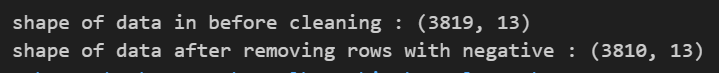 shape of data in before cleaning : (3819, 13)
shape of data after removing rows with negative : (3810, 13)